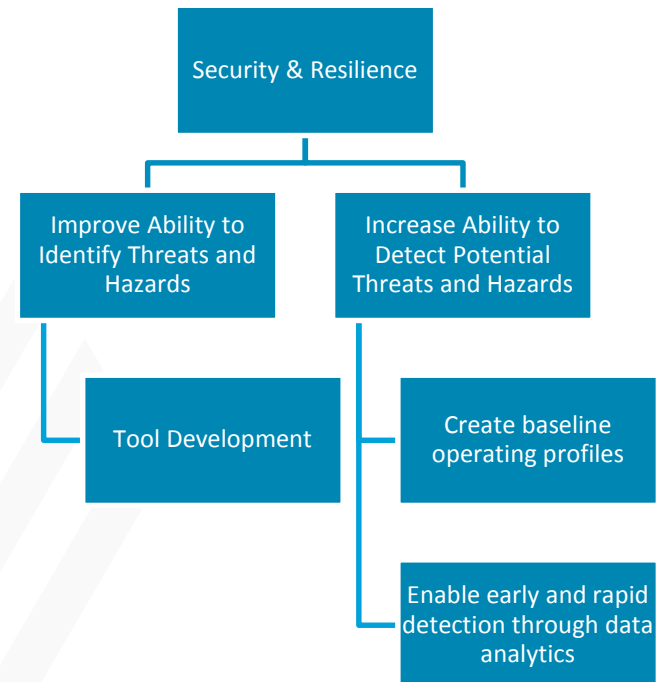 Security & Resilience
Improve Ability to
Identify Threats and
Hazards
Increase Ability to
Detect Potential
Threats and Hazards
Tool Development
Create baseline
operating profiles
Enable early and rapid
detection through data
analytics